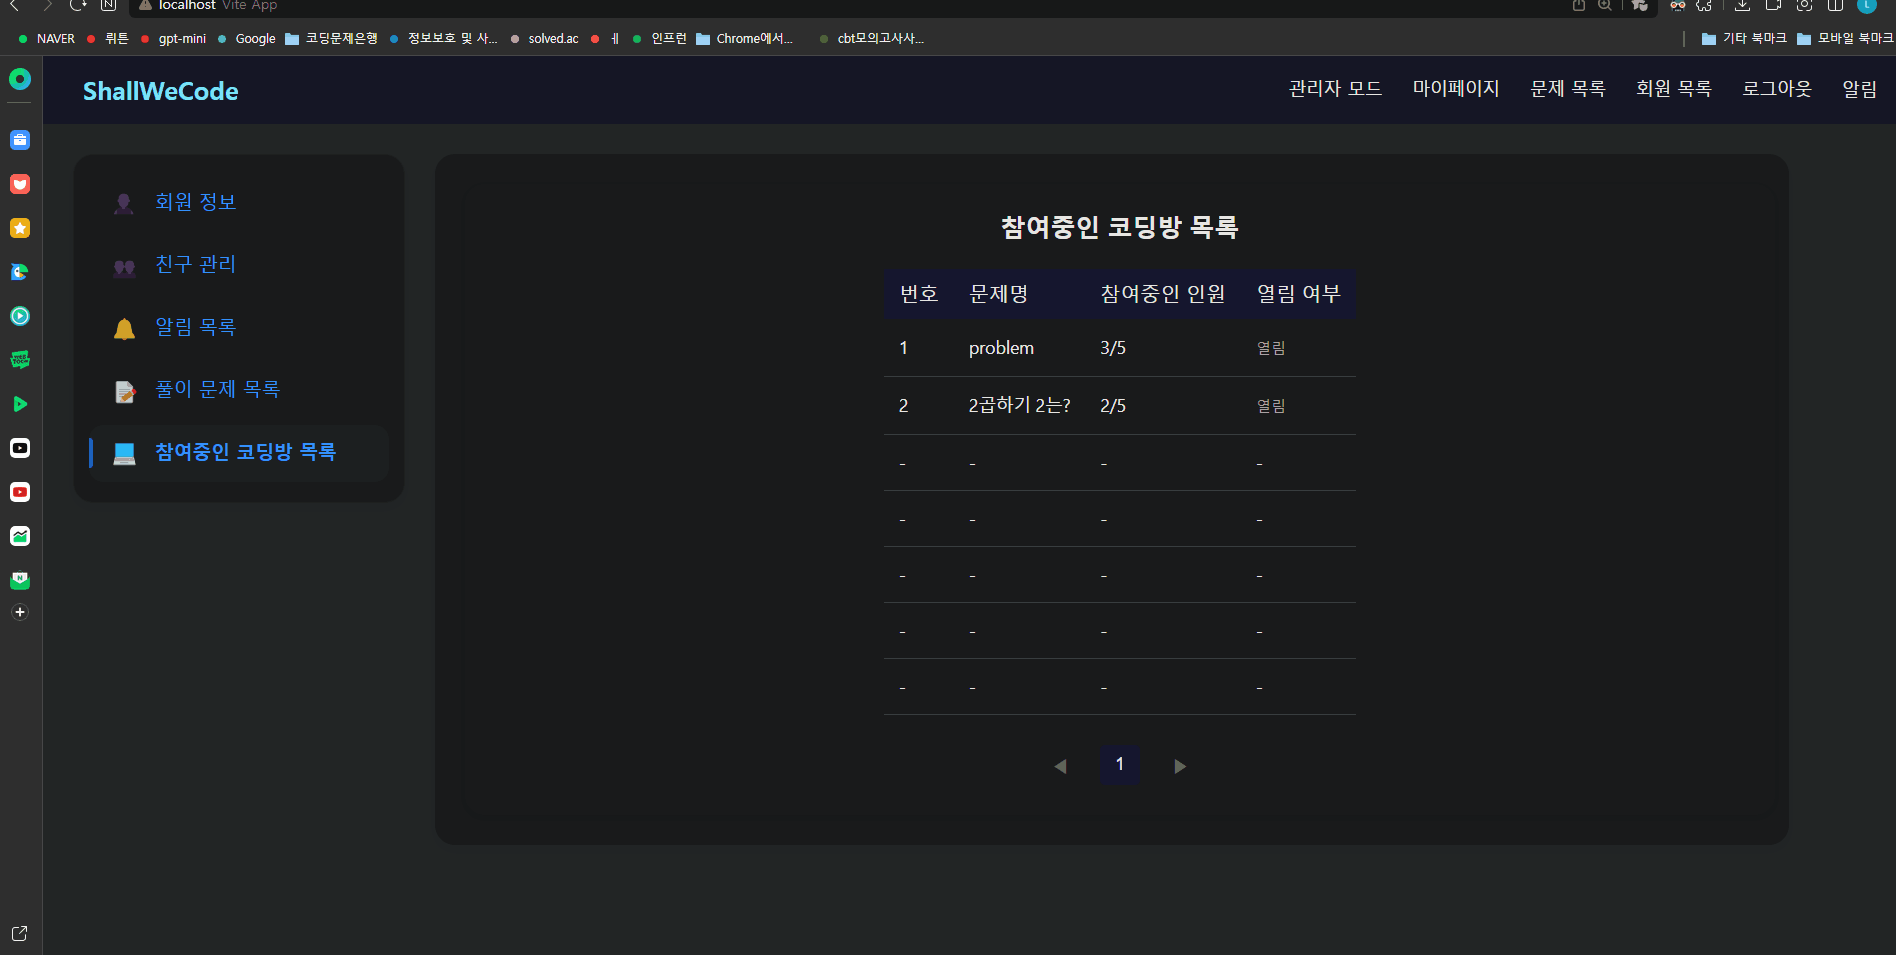 localhost Vite App
NAVER 뤼튼 gpt-mini Google 코딩문제은행 정보보호 및 사... solved.ac ㅔ 인프런 Chrome에서... cbt모의고사사... 기타 북마크 모바일 북마크
ShallWeCode 관리자 모드 마이페이지 문제 목록 회원 목록 로그아웃 알림
회원 정보
친구 관리
알림 목록
풀이 문제 목록
참여중인 코딩방 목록
참여중인 코딩방 목록
번호 문제명 참여중인 인원 열림 여부
1 problem 3/5 열림
2 2곱하기 2는? 2/5 열림
- - - -
- - - -
- - - -
- - - -
- - - -
◀ 1 ▶